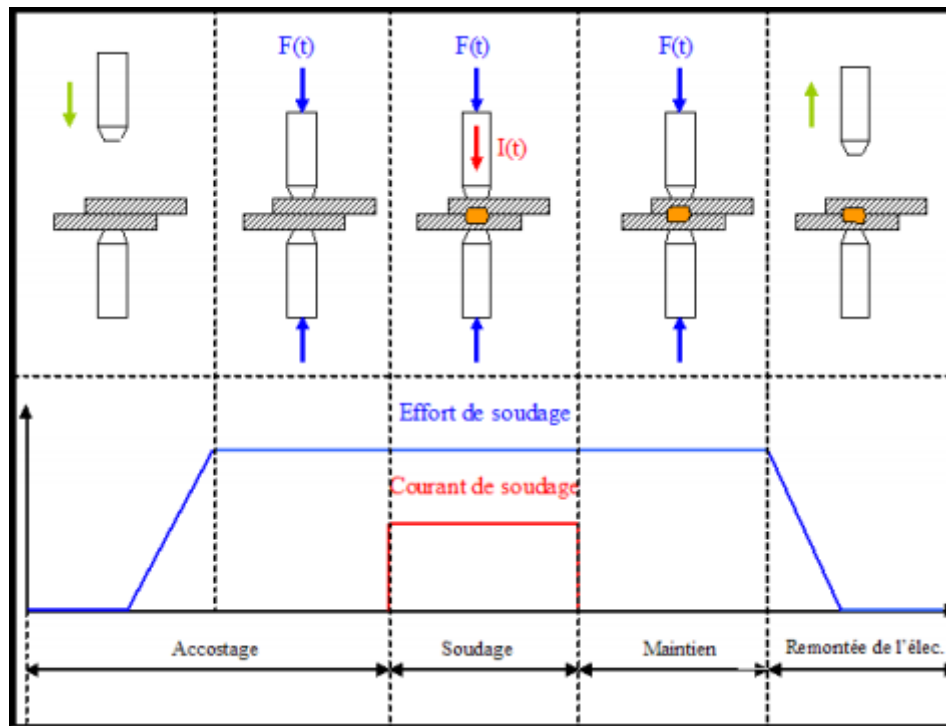 F(t)
F(t)
F(t)
I(t)
Effort de soudage
Courant de soudage
Accostage
Soudage
Maintien
Remontée de l'élec.